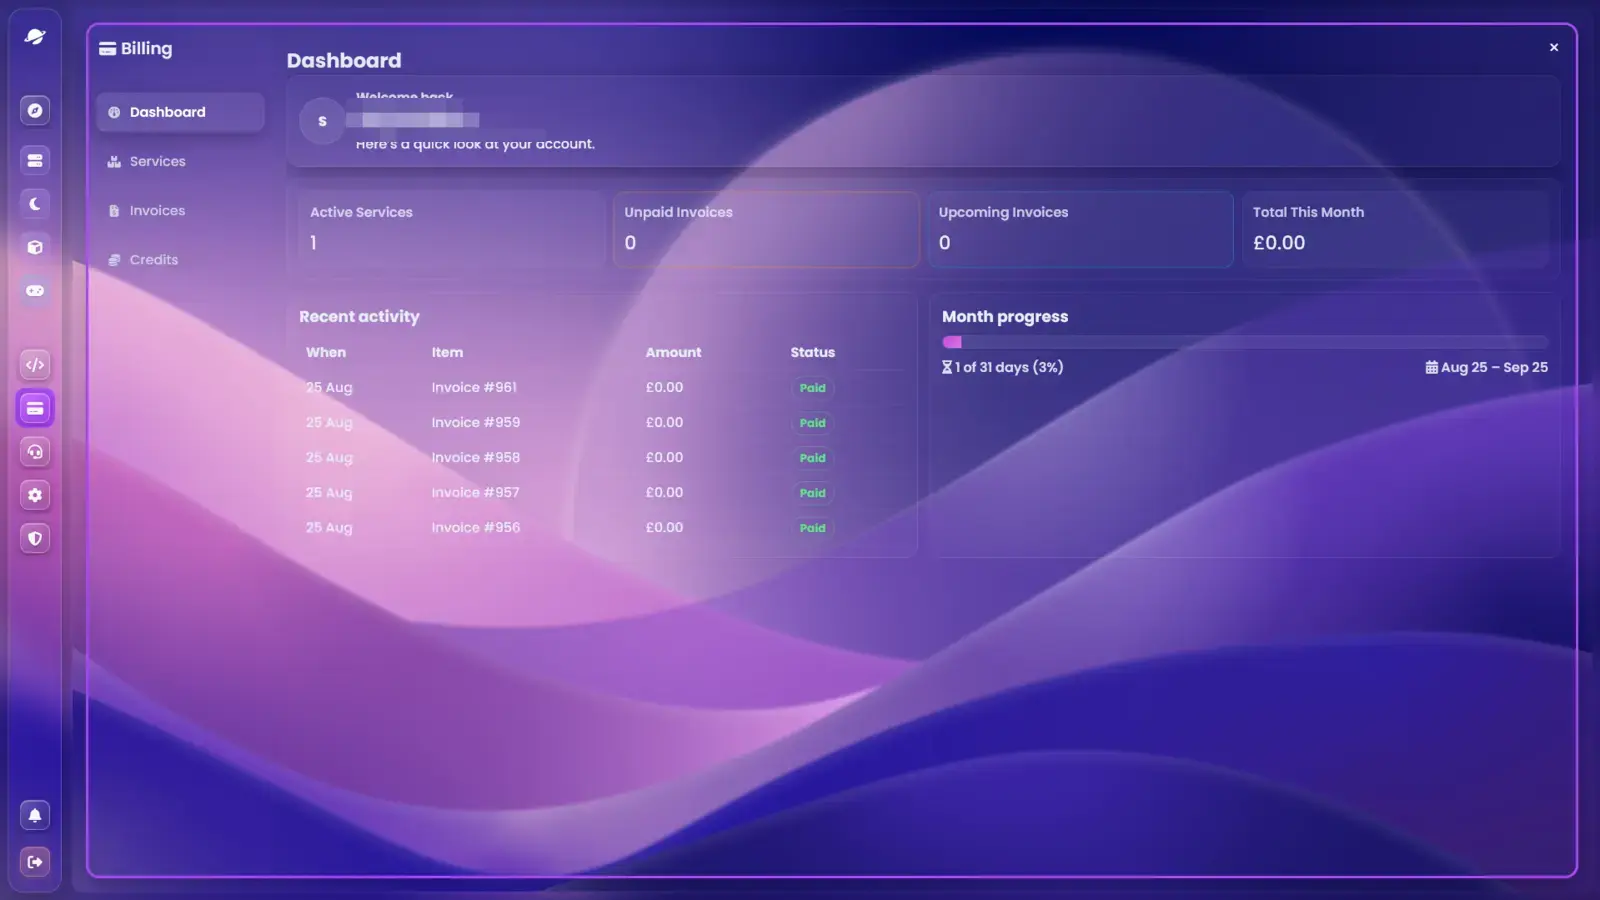 Billing
Dashboard
Services
Invoices
Credits
Dashboard
S
Welcome back
Here's a quick look at your account.
Active Services
1
Unpaid Invoices
0
Upcoming Invoices
0
Total This Month
£0.00
Recent activity
When Item Amount Status
25 Aug Invoice #961 £0.00 Paid
25 Aug Invoice #959 £0.00 Paid
25 Aug Invoice #958 £0.00 Paid
25 Aug Invoice #957 £0.00 Paid
25 Aug Invoice #956 £0.00 Paid
Month progress
1 of 31 days (3%) Aug 25 – Sep 25